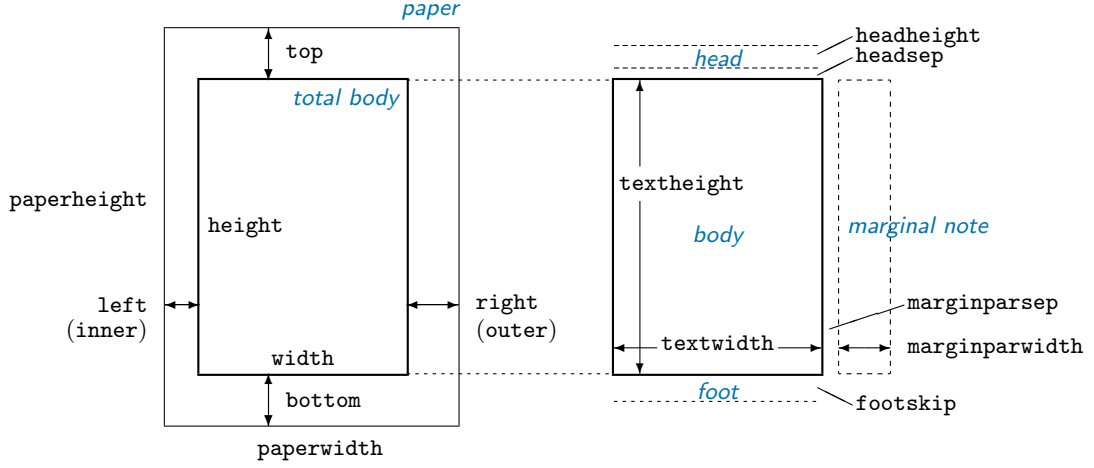 paper
top
total body
paperheight
height
left
(inner)
right
(outer)
width
bottom
paperwidth
headheight
head
headsep
textheight
body
marginal note
marginparsep
textwidth
marginparwidth
foot
footskip